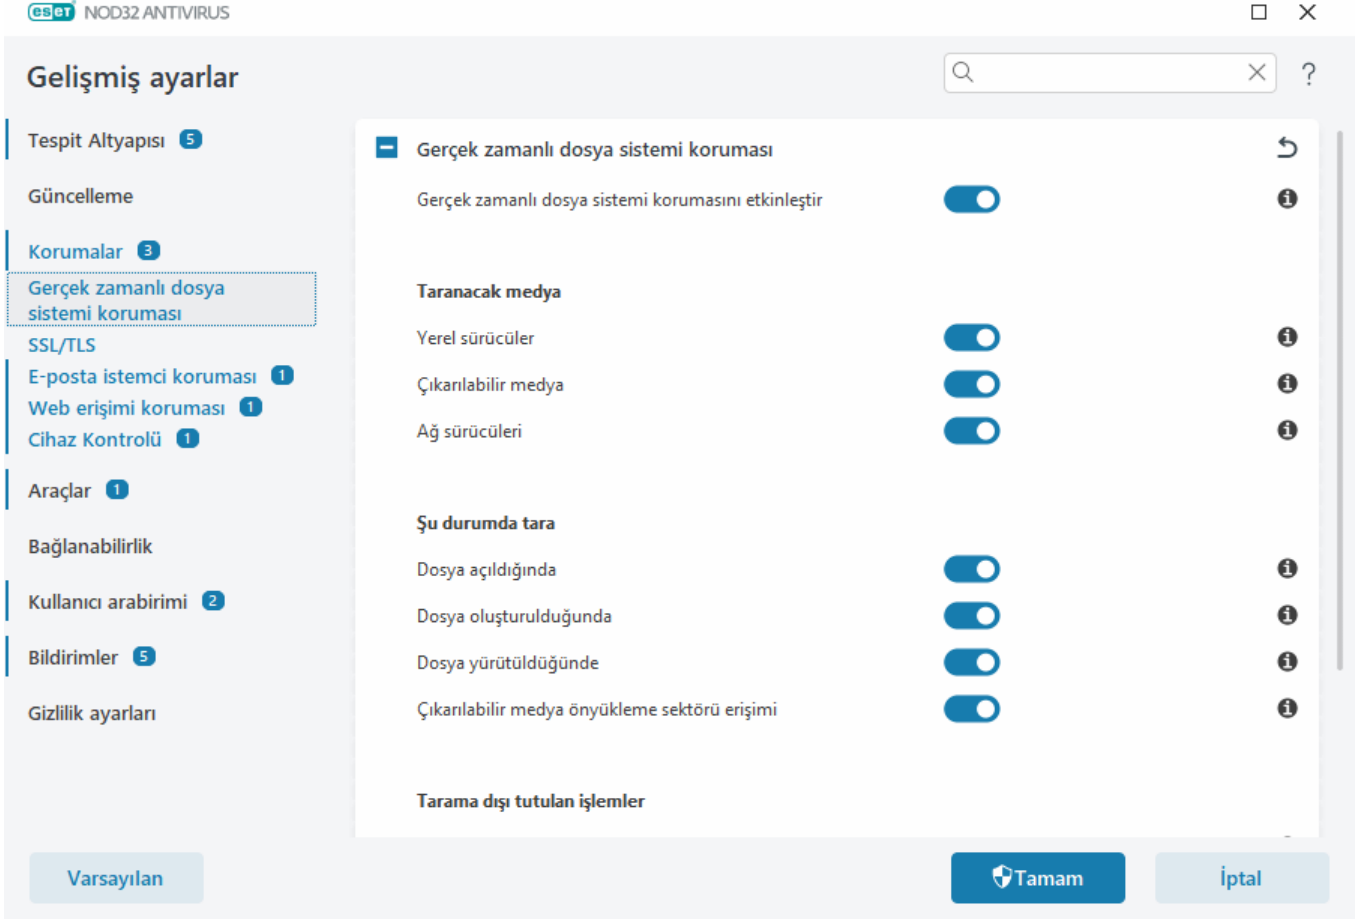 eset NOD32 ANTIVIRUS
Gelişmiş ayarlar
?
Tespit Altyapısı 5
Güncelleme
Korumalar 3
Gerçek zamanlı dosya
sistemi koruması
SSL/TLS
E-posta istemci koruması 1
Web erişimi koruması 1
Cihaz Kontrolü 1
Araçlar 1
Bağlanabilirlik
Kullanıcı arabirimi 2
Bildirimler 5
Gizlilik ayarları
Gerçek zamanlı dosya sistemi koruması
Gerçek zamanlı dosya sistemi korumasını etkinleştir
Taranacak medya
Yerel sürücüler
Çıkarılabilir medya
Ağ sürücüleri
Şu durumda tara
Dosya açıldığında
Dosya oluşturulduğunda
Dosya yürütüldüğünde
Çıkarılabilir medya önyükleme sektörü erişimi
Tarama dışı tutulan işlemler
Varsayılan
Tamam
İptal